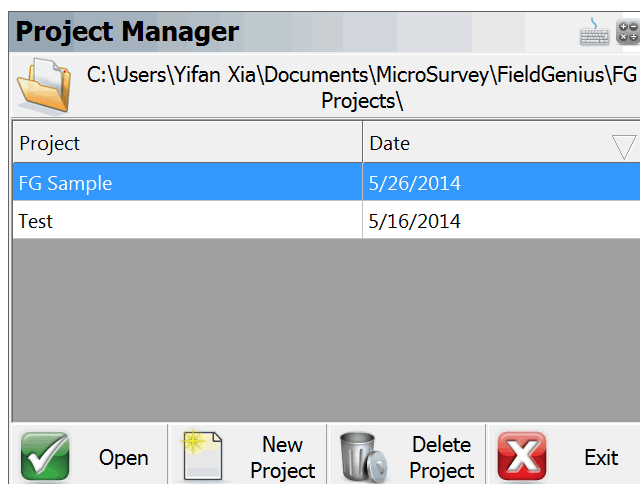 Project Manager
C:\Users\Yifan Xia\Documents\MicroSurvey\FieldGenius\FG
Projects\
Project Date
FG Sample 5/26/2014
Test 5/16/2014
Open New Project Delete Project Exit